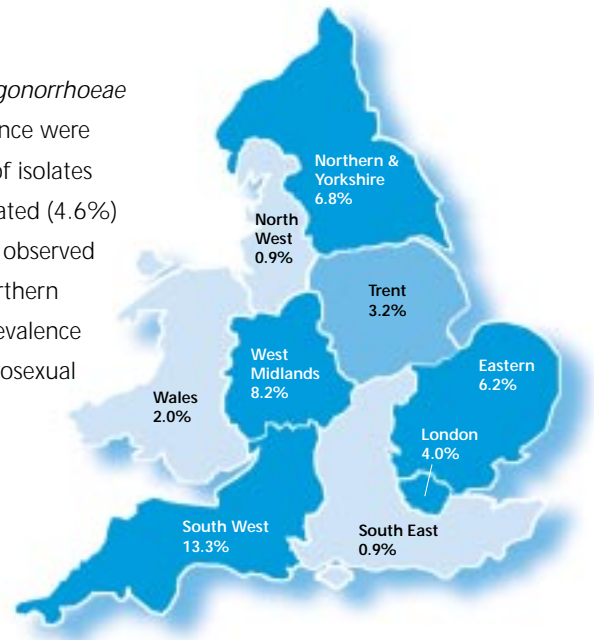 gonorrhoeae
nce were
of isolates
ated (4.6%)
observed
rthern
evalence
osexual
Northern &
Yorkshire
6.8%
North
West
0.9%
Trent
3.2%
West
Midlands
8.2%
Eastern
6.2%
Wales
2.0%
London
4.0%
South West
13.3%
South East
0.9%